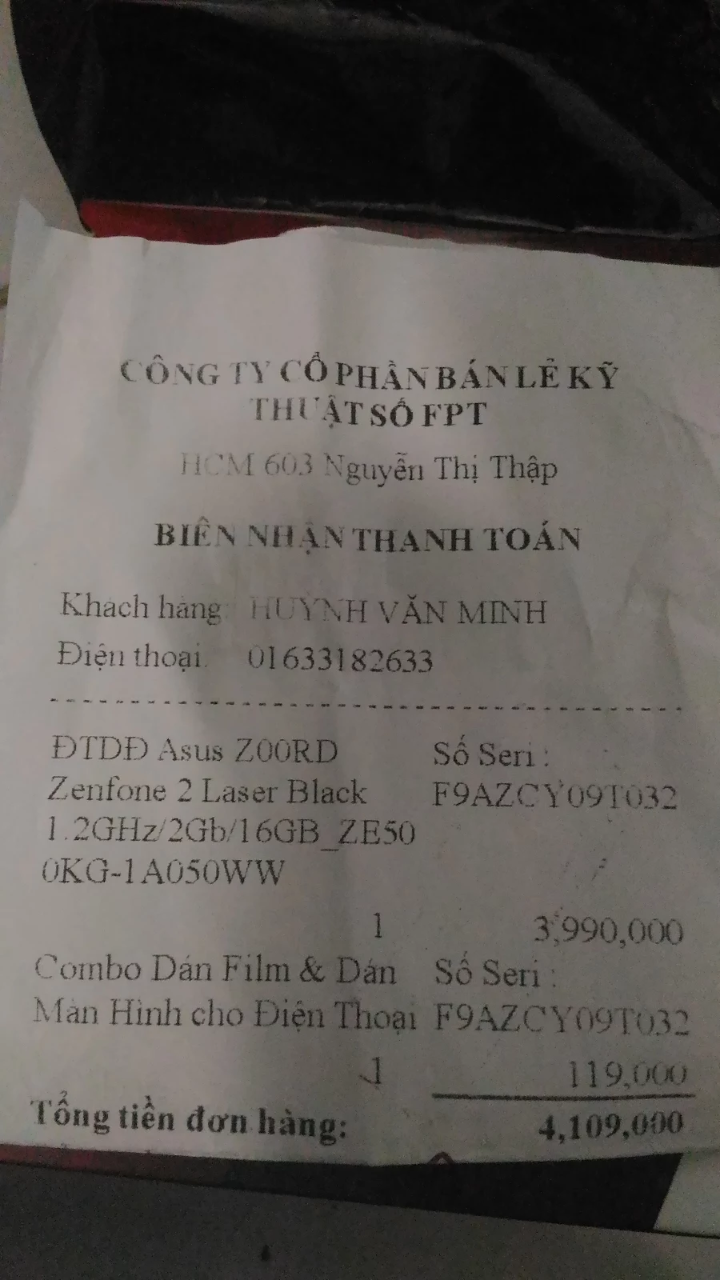 CÔNG TY CỔ PHẦN BÁN LẺ KỸ
THUẬT SỐ FPT
HCM 603 Nguyễn Thị Thập
BIÊN NHẬN THANH TOÁN
Khách hàng: HUỲNH VĂN MINH
Điện thoại: 01633182633
ĐTDĐ Asus Z00RD Số Seri :
Zenfone 2 Laser Black F9AZCY09T032
1.2GHz/2Gb/16GB_ZE50
0KG-1A050WW
1 3,990,000
Combo Dán Film & Dán Số Seri :
Màn Hình cho Điện Thoại F9AZCY09T032
1 119,000
Tổng tiền đơn hàng: 4,109,000